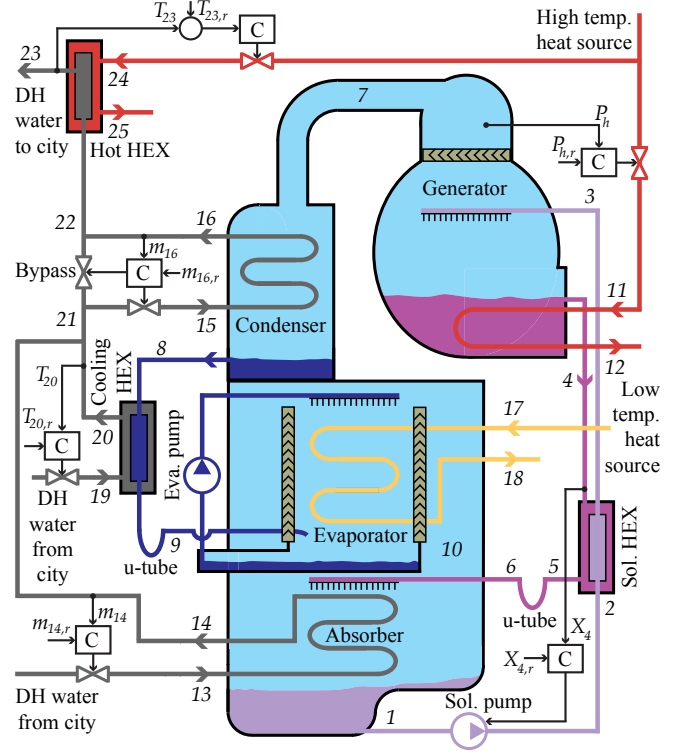 T23
T23,r
C
High temp.
heat source
23
24
DH
water
to city
25
Hot HEX
7
Ph
Ph,r
C
Generator
3
22
16
m16
Bypass
C
m16,r
21
15
Condenser
11
12
8
Cooling
HEX
T20
T20,r
C
20
19
DH
water
from
city
Eva. pump
9
u-tube
4
Low
temp.
heat
source
17
18
Evaporator
10
Sol. HEX
6
5
2
u-tube
m14
m14,r
C
14
Absorber
13
X4
X4,r
C
DH water
from city
Sol. pump
1